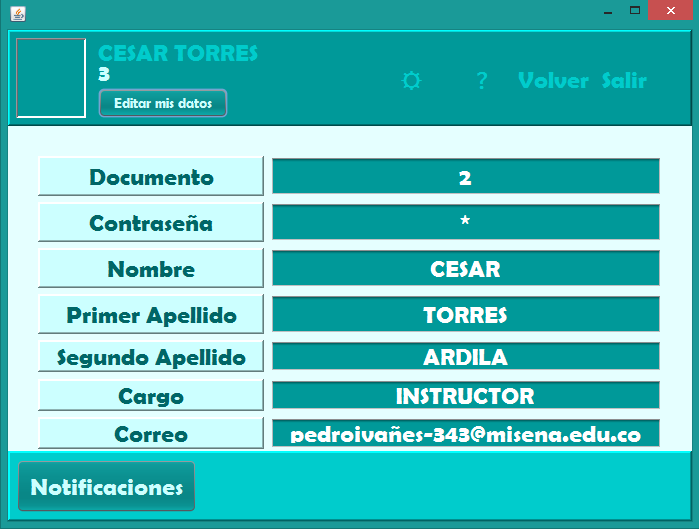 CESAR TORRES
3
Editar mis datos
? Volver Salir
Documento 2
Contraseña *
Nombre CESAR
Primer Apellido TORRES
Segundo Apellido ARDILA
Cargo INSTRUCTOR
Correo pedroivañes-343@misena.edu.co
Notificaciones